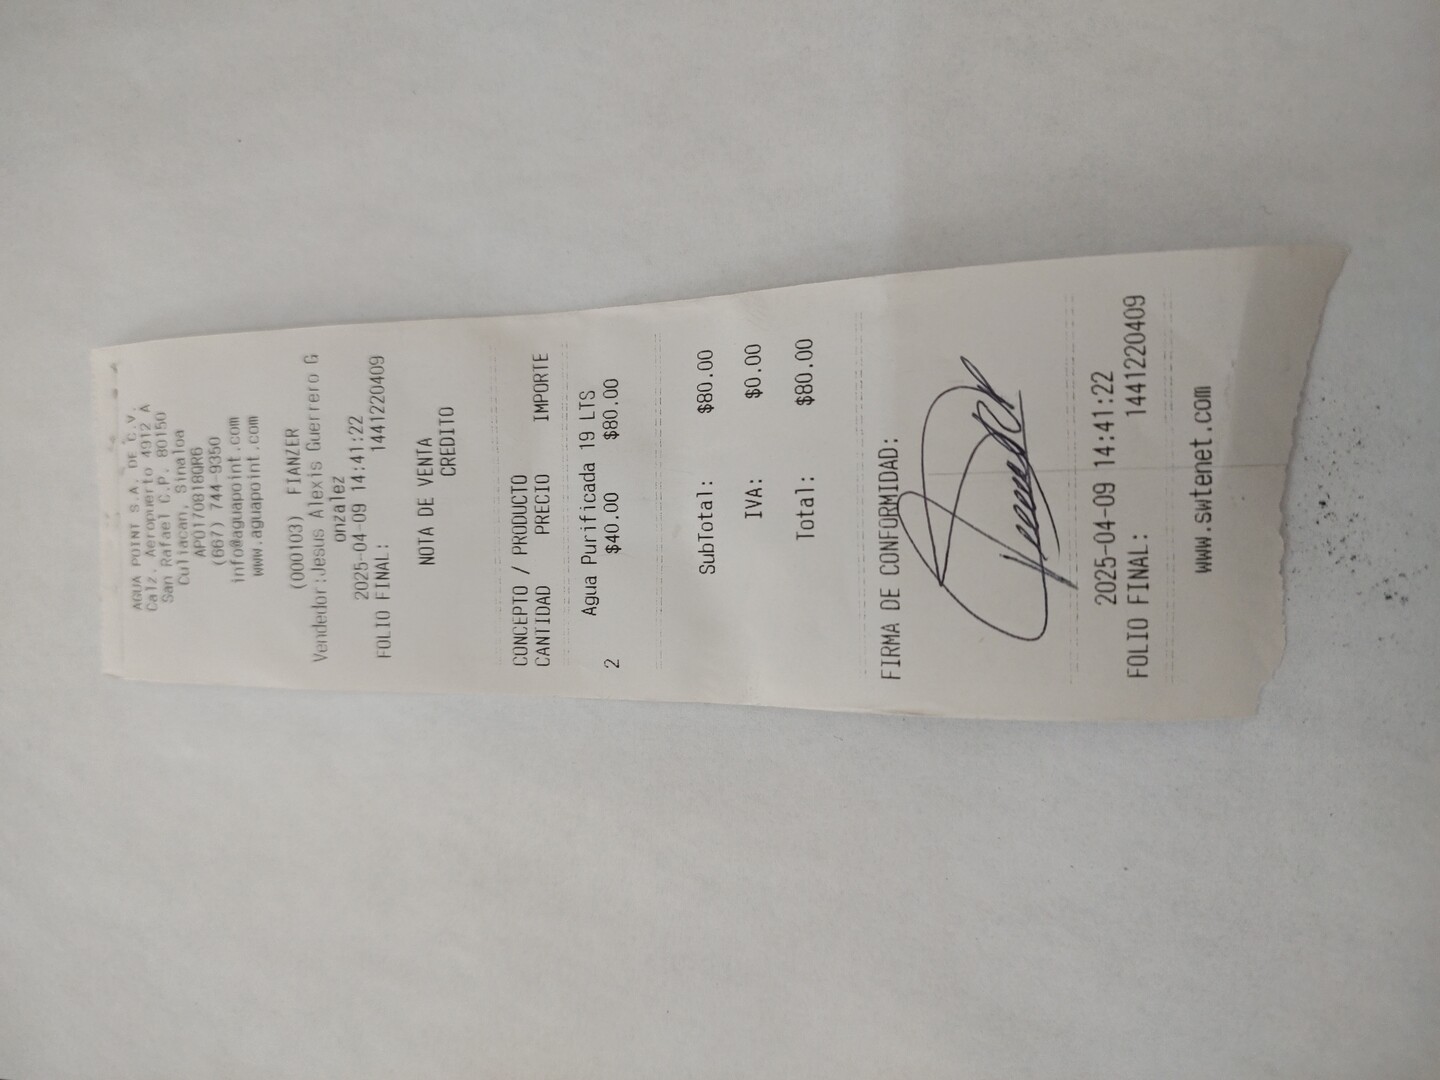 AGUA POINT S.A. DE C.V.
Calz. Aeropuerto 4912 A
San Rafael C.P. 80150
Culiacan, Sinaloa
APO170818QR6
(667) 744-9350
info@aguapoint.com
www.aguapoint.com
(000103) FIANZER
Vendedor:Jesus Alexis Guerrero G
onzalez
2025-04-09 14:41:22
FOLIO FINAL: 1441220409
NOTA DE VENTA
CREDITO
CONCEPTO / PRODUCTO
CANTIDAD PRECIO IMPORTE
Agua Purificada 19 LTS
2 $40.00 $80.00
SubTotal: $80.00
IVA: $0.00
Total: $80.00
FIRMA DE CONFORMIDAD:
2025-04-09 14:41:22
FOLIO FINAL: 1441220409
www.swtenet.com